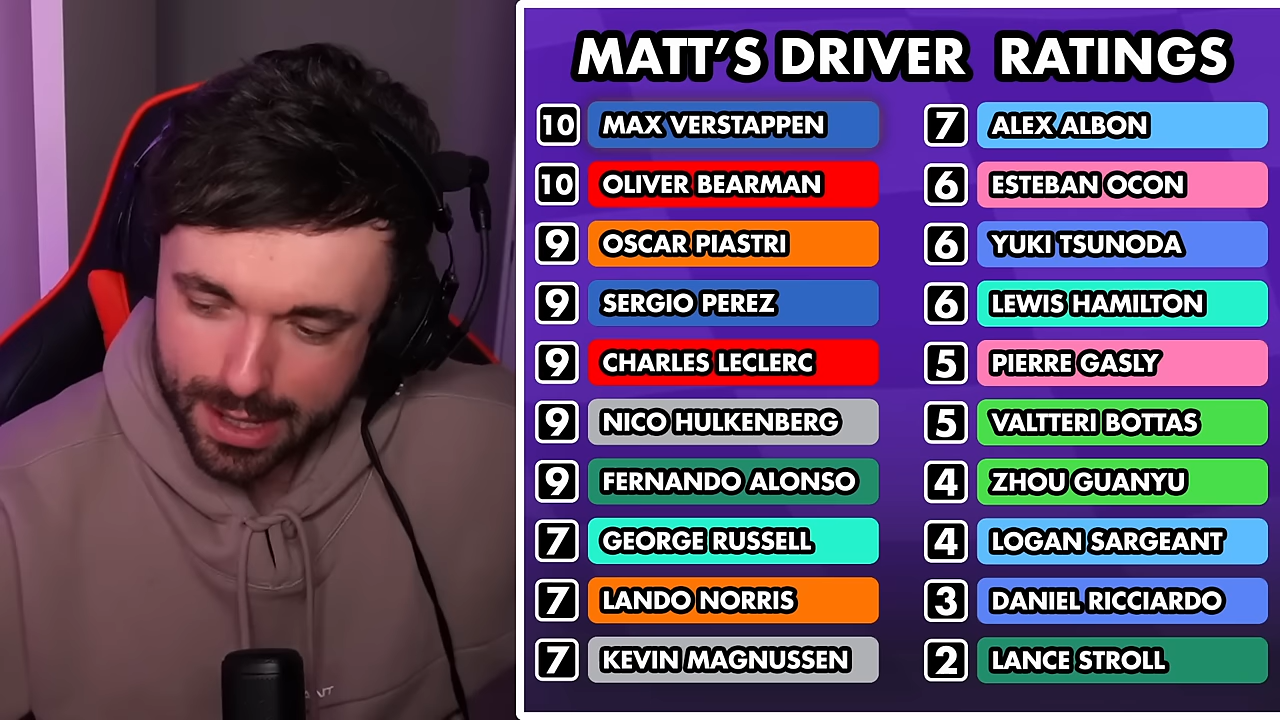 MATT'S DRIVER RATINGS
10 MAX VERSTAPPEN
10 OLIVER BEARMAN
9 OSCAR PIASTRI
9 SERGIO PEREZ
9 CHARLES LECLERC
9 NICO HULKENBERG
9 FERNANDO ALONSO
7 GEORGE RUSSELL
7 LANDO NORRIS
7 KEVIN MAGNUSSEN
7 ALEX ALBON
6 ESTEBAN OCON
6 YUKI TSUNODA
6 LEWIS HAMILTON
5 PIERRE GASLY
5 VALTTERI BOTTAS
4 ZHOU GUANYU
4 LOGAN SARGEANT
3 DANIEL RICCIARDO
2 LANCE STROLL